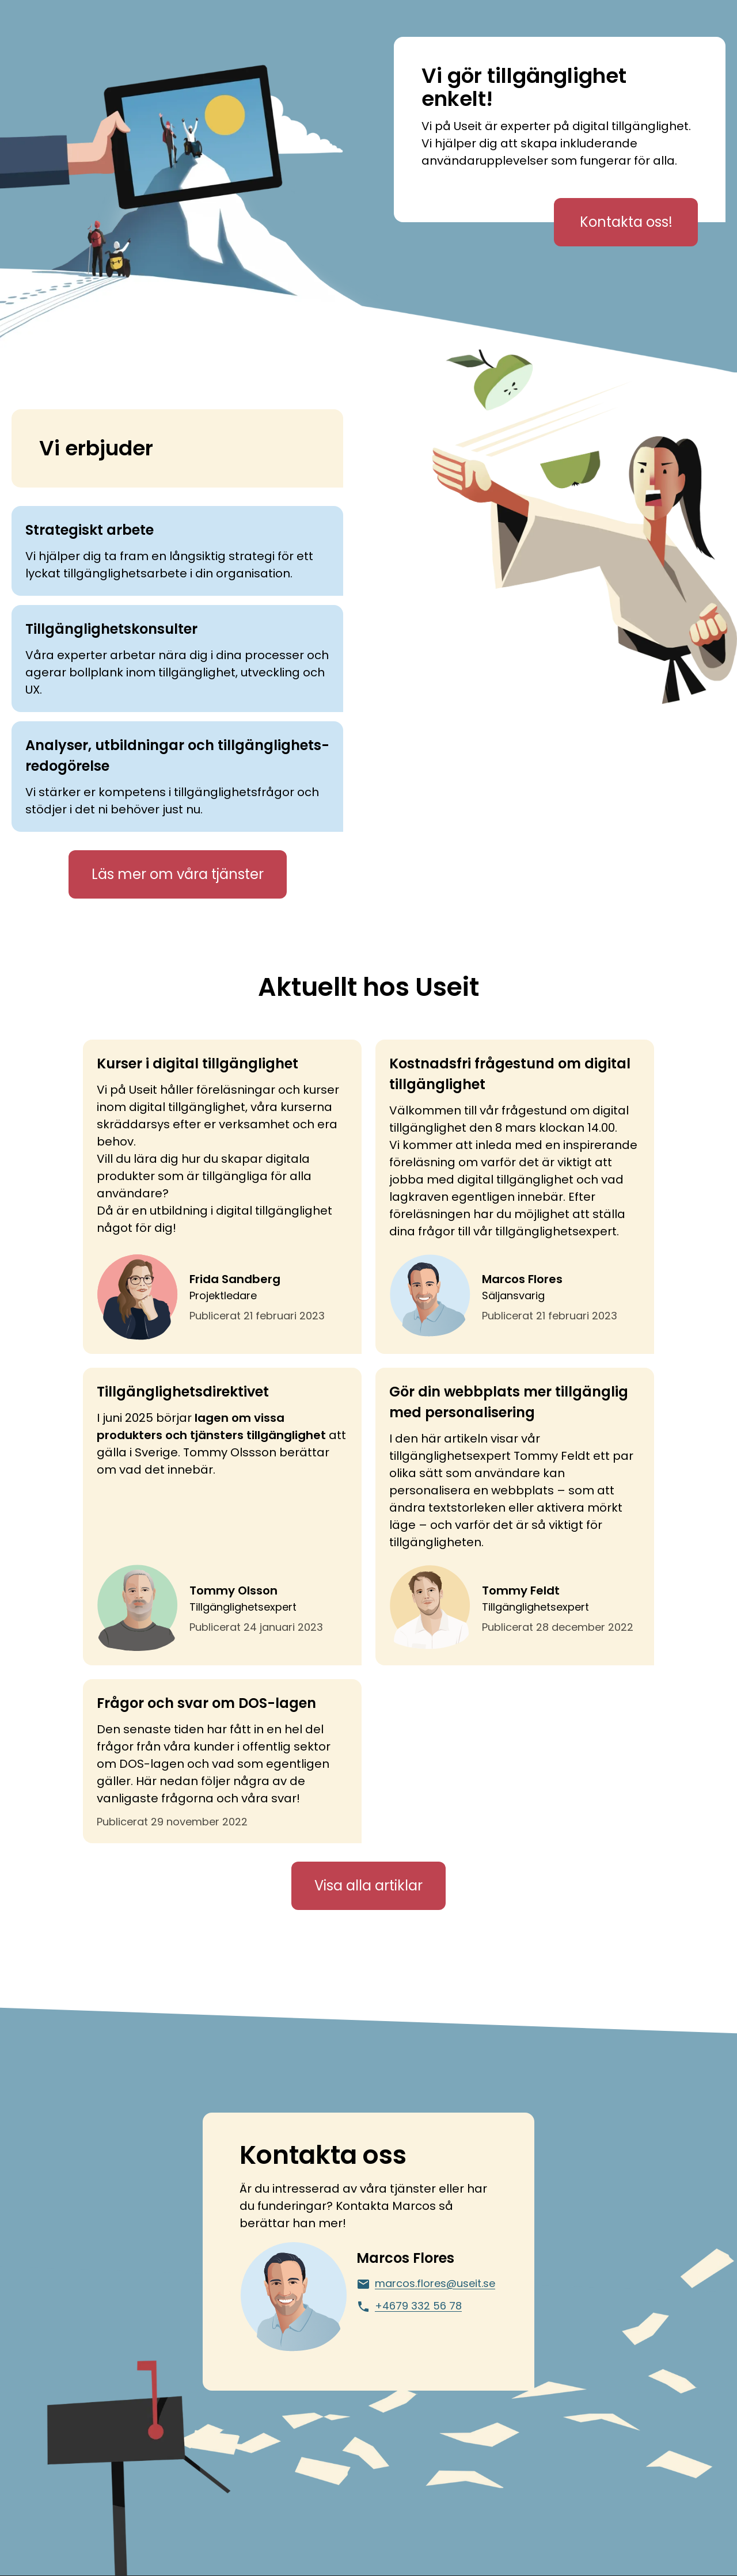 Vi gör tillgänglighet
enkelt!
Vi på Useit är experter på digital tillgänglighet.
Vi hjälper dig att skapa inkluderande
användarupplevelser som fungerar för alla.
Kontakta oss!
Vi erbjuder
Strategiskt arbete
Vi hjälper dig ta fram en långsiktig strategi för ett
lyckat tillgänglighetsarbete i din organisation.
Tillgänglighetskonsulter
Våra experter arbetar nära dig i dina processer och
agerar bollplank inom tillgänglighet, utveckling och
UX.
Analyser, utbildningar och tillgänglighets-
redogörelse
Vi stärker er kompetens i tillgänglighetsfrågor och
stödjer i det ni behöver just nu.
Läs mer om våra tjänster
Aktuellt hos Useit
Kurser i digital tillgänglighet
Vi på Useit håller föreläsningar och kurser
inom digital tillgänglighet, våra kurserna
skräddarsys efter er verksamhet och era
behov.
Vill du lära dig hur du skapar digitala
produkter som är tillgängliga för alla
användare?
Då är en utbildning i digital tillgänglighet
något för dig!
Frida Sandberg
Projektledare
Publicerat 21 februari 2023
Kostnadsfri frågestund om digital
tillgänglighet
Välkommen till vår frågestund om digital
tillgänglighet den 8 mars klockan 14.00.
Vi kommer att inleda med en inspirerande
föreläsning om varför det är viktigt att
jobba med digital tillgänglighet och vad
lagkraven egentligen innebär. Efter
föreläsningen har du möjlighet att ställa
dina frågor till vår tillgänglighetsexpert.
Marcos Flores
Säljansvarig
Publicerat 21 februari 2023
Tillgänglighetsdirektivet
I juni 2025 börjar lagen om vissa
produkters och tjänsters tillgänglighet att
gälla i Sverige. Tommy Olssson berättar
om vad det innebär.
Tommy Olsson
Tillgänglighetsexpert
Publicerat 24 januari 2023
Gör din webbplats mer tillgänglig
med personalisering
I den här artikeln visar vår
tillgänglighetsexpert Tommy Feldt ett par
olika sätt som användare kan
personalisera en webbplats – som att
ändra textstorleken eller aktivera mörkt
läge – och varför det är så viktigt för
tillgängligheten.
Tommy Feldt
Tillgänglighetsexpert
Publicerat 28 december 2022
Frågor och svar om DOS-lagen
Den senaste tiden har fått in en hel del
frågor från våra kunder i offentlig sektor
om DOS-lagen och vad som egentligen
gäller. Här nedan följer några av de
vanligaste frågorna och våra svar!
Publicerat 29 november 2022
Visa alla artiklar
Kontakta oss
Är du intresserad av våra tjänster eller har
du funderingar? Kontakta Marcos så
berättar han mer!
Marcos Flores
marcos.flores@useit.se
+4679 332 56 78